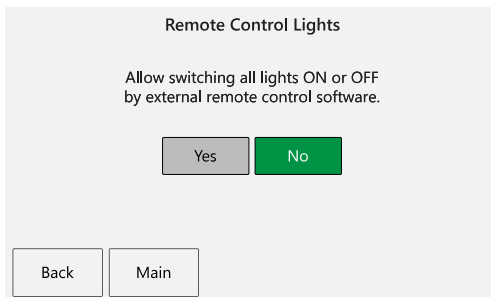 Remote Control Lights
Allow switching all lights ON or OFF
by external remote control software.
Yes No
Back Main